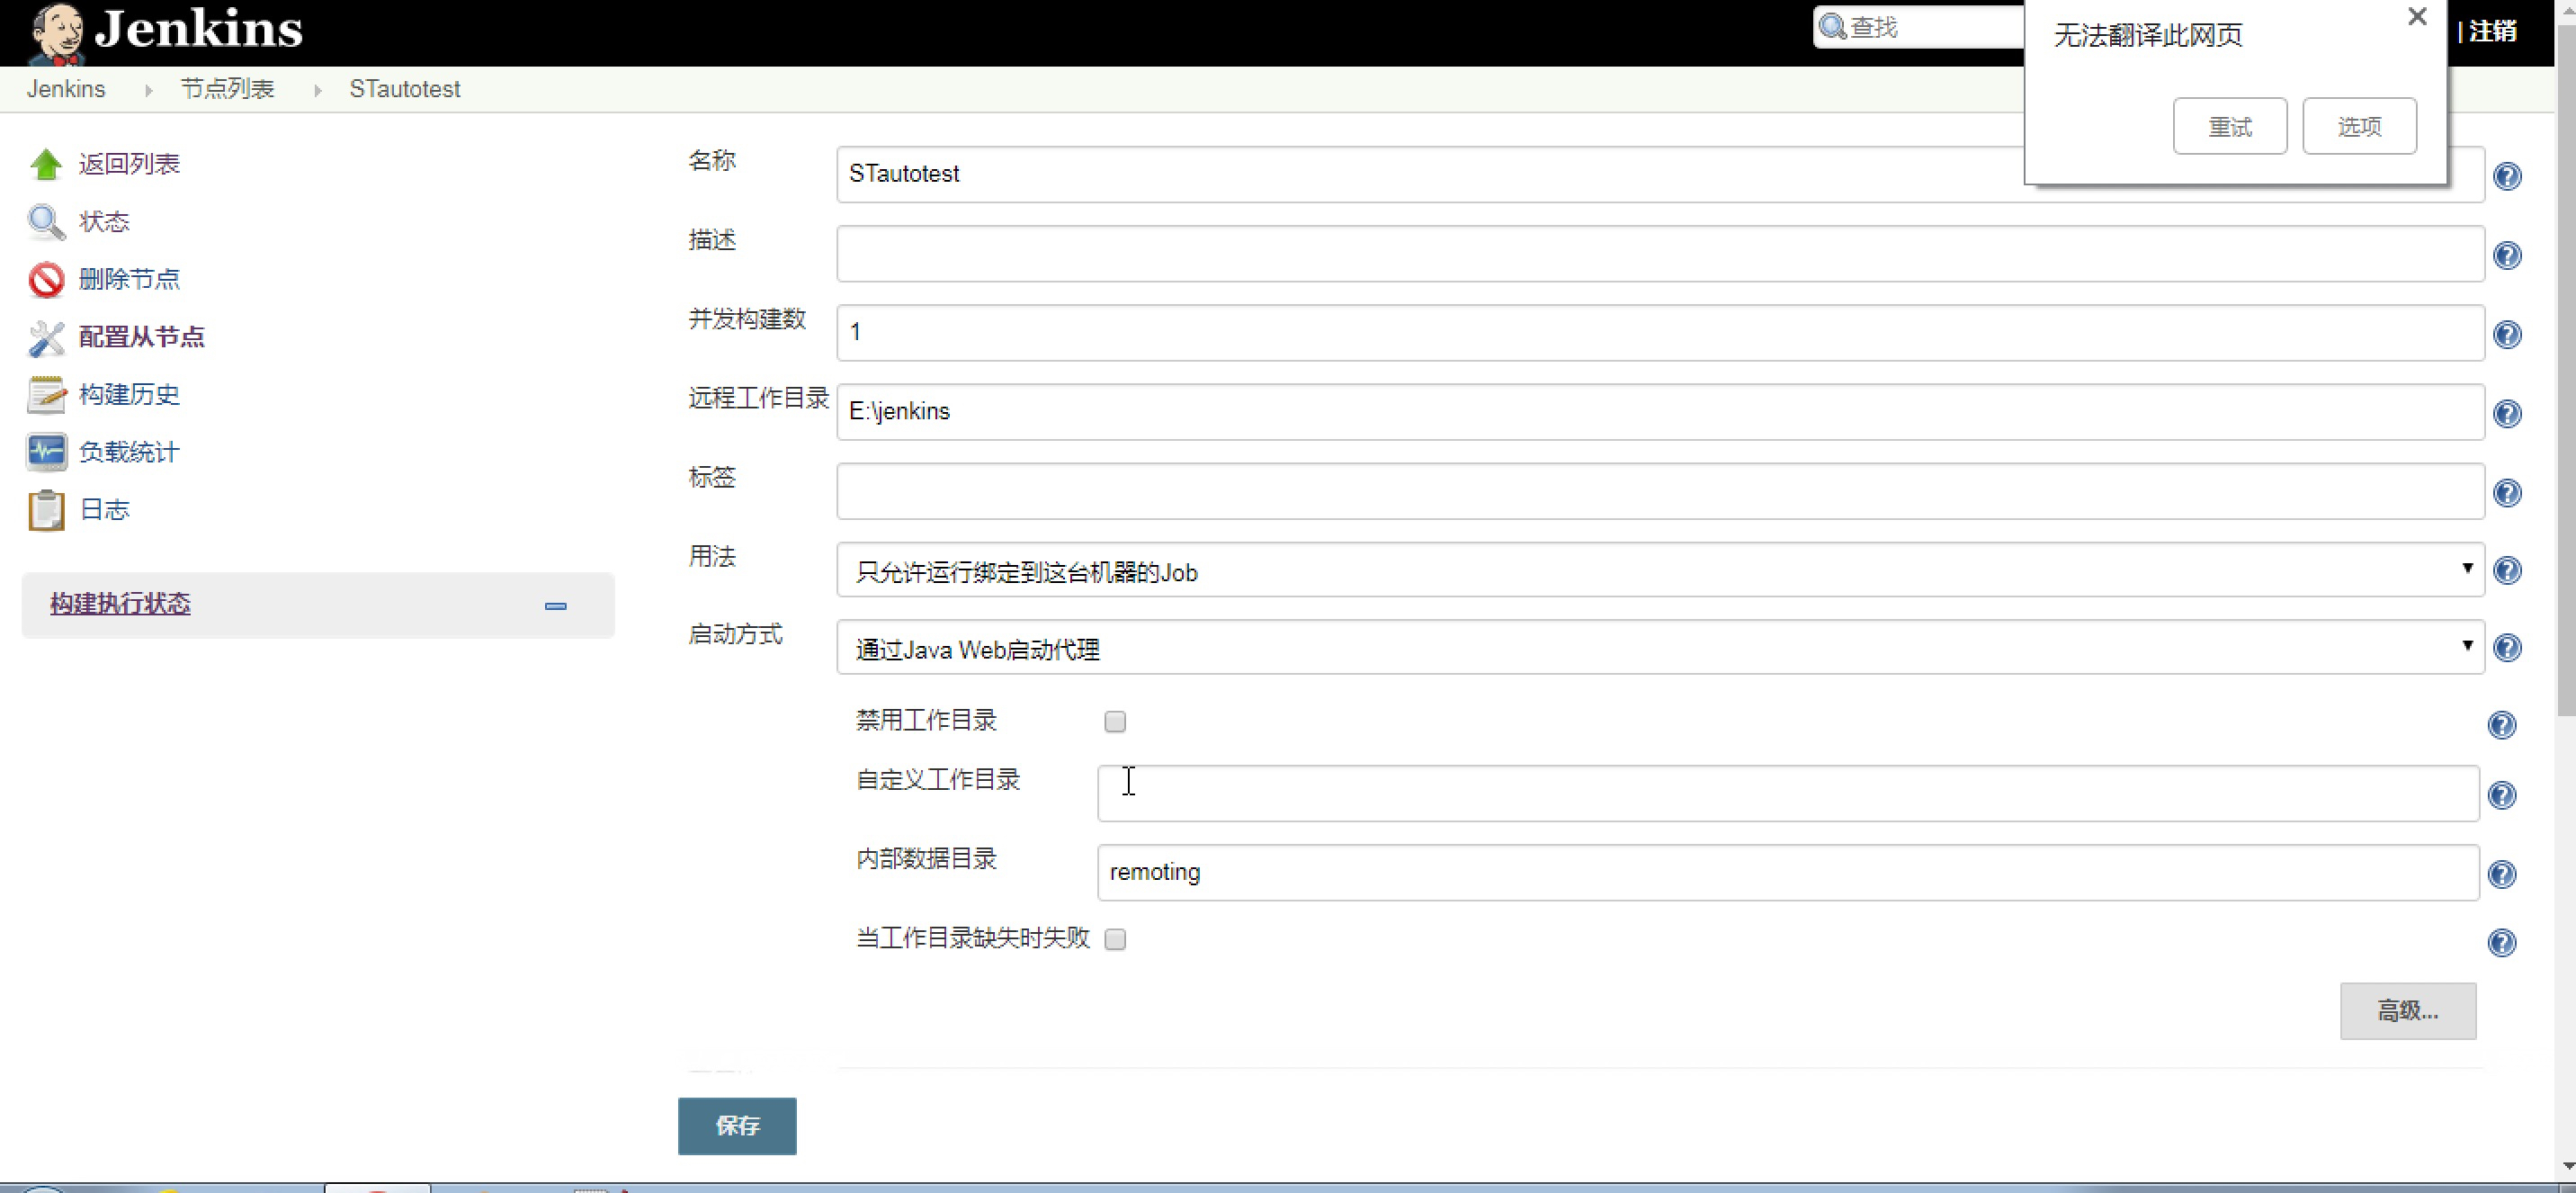 Jenkins
查找
无法翻译此网页
| 注销
重试
选项
Jenkins
节点列表
STautotest
返回列表
状态
删除节点
配置从节点
构建历史
负载统计
日志
构建执行状态
名称
STautotest
描述
并发构建数
1
远程工作目录
E:\jenkins
标签
用法
只允许运行绑定到这台机器的Job
启动方式
通过Java Web启动代理
禁用工作目录
自定义工作目录
内部数据目录
remoting
当工作目录缺失时失败
高级...
保存